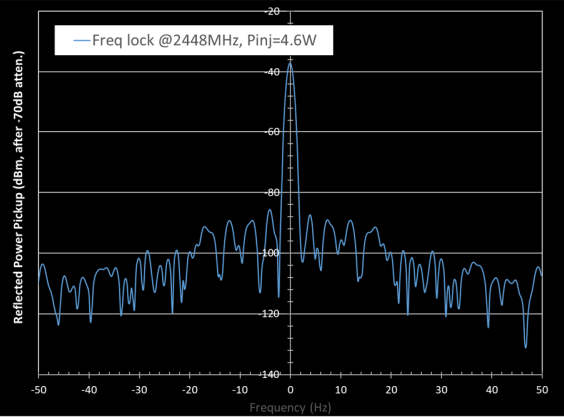 -20
Freq lock @2448MHz, Pinj=4.6W
-40
-60
-80
-100
-120
-140
Reflected Power Pickup (dBm, after -70dB atten.)
-50 -40 -30 -20 -10 0 10 20 30 40 50
Frequency (Hz)